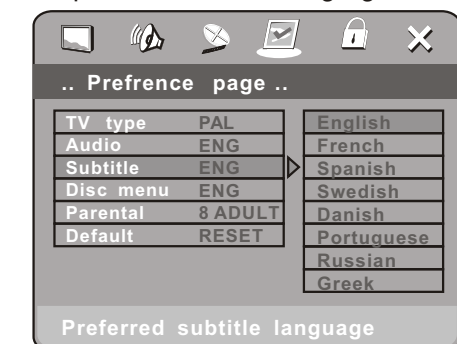 .. Prefrence page ..
TV type PAL
Audio ENG
Subtitle ENG
Disc menu ENG
Parental 8 ADULT
Default RESET
English
French
Spanish
Swedish
Danish
Portuguese
Russian
Greek
Preferred subtitle language